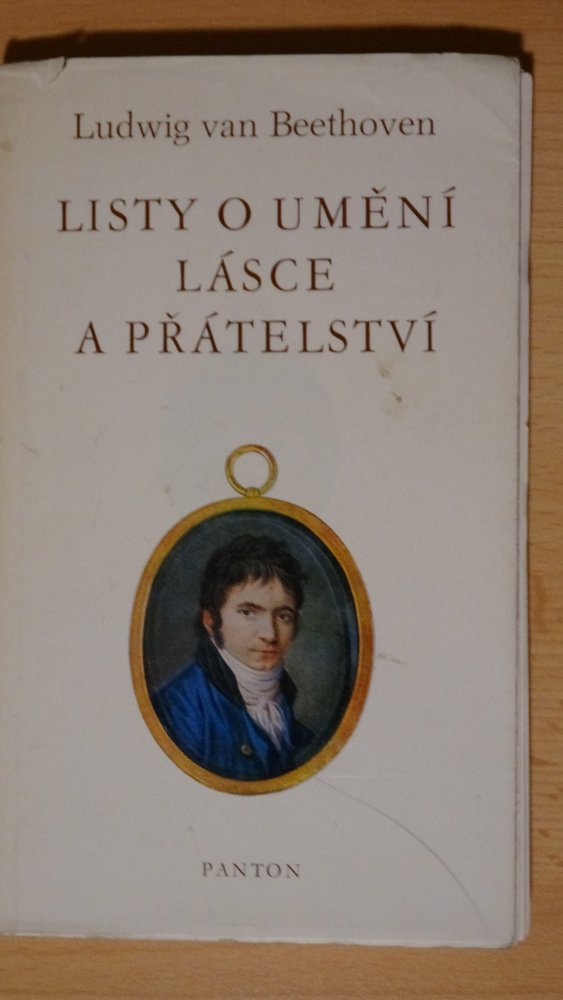 Ludwig van Beethoven
LISTY O UMĚNÍ
LÁSCE
A PŘÁTELSTVÍ
PANTON